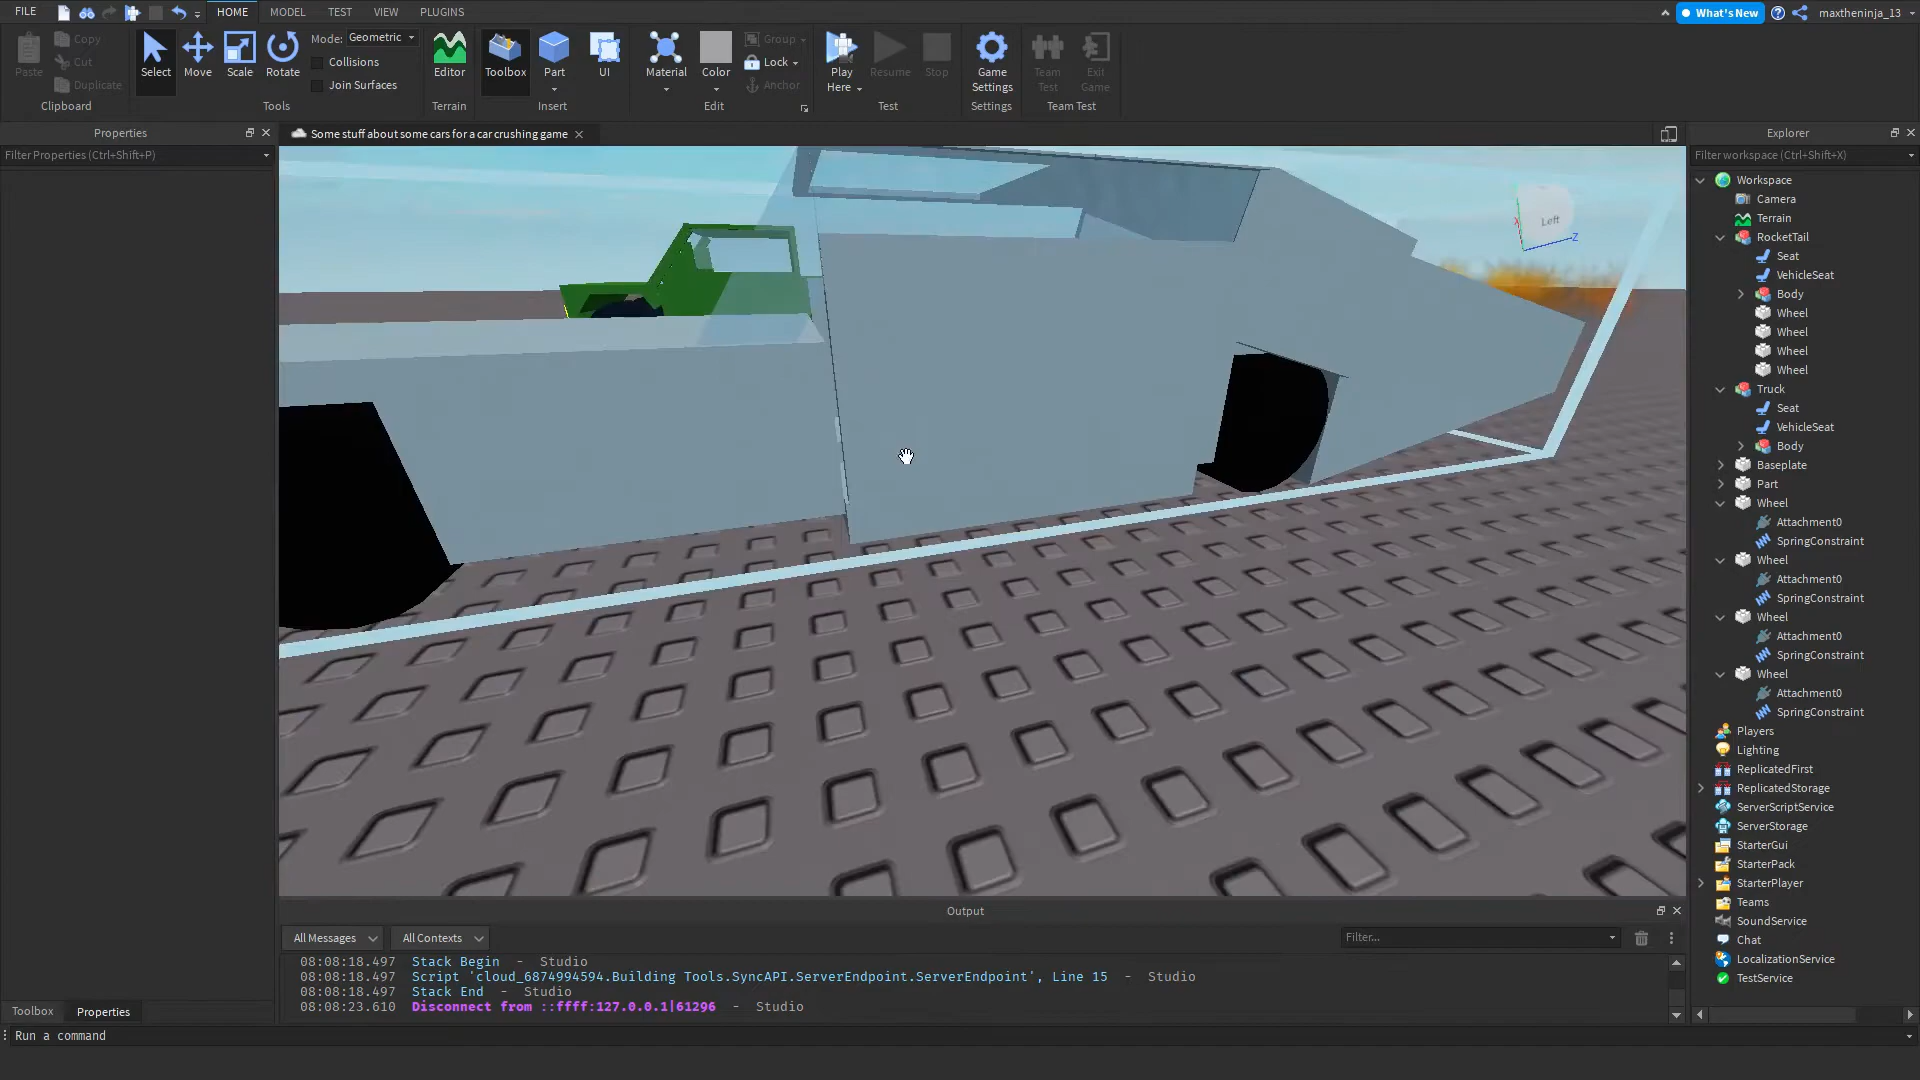 FILE HOME MODEL TEST VIEW PLUGINS What's New maxtheninja_13
Paste Copy Cut Duplicate Clipboard
Select Move Scale Rotate Mode: Geometric Collisions Join Surfaces Tools
Editor Terrain
Toolbox Part UI Insert
Material Color Group Lock Anchor Edit
Play Here Resume Stop Test
Game Settings Settings
Team Test Exit Game Team Test
Properties
Filter Properties (Ctrl+Shift+P)
Some stuff about some cars for a car crushing game
Left
X
Z
Explorer
Filter workspace (Ctrl+Shift+X)
Workspace
Camera
Terrain
RocketTail
Seat
VehicleSeat
Body
Wheel
Wheel
Wheel
Wheel
Truck
Seat
VehicleSeat
Body
Baseplate
Part
Wheel
Attachment0
SpringConstraint
Wheel
Attachment0
SpringConstraint
Wheel
Attachment0
SpringConstraint
Wheel
Attachment0
SpringConstraint
Players
Lighting
ReplicatedFirst
ReplicatedStorage
ServerScriptService
ServerStorage
StarterGui
StarterPack
StarterPlayer
Teams
SoundService
Chat
LocalizationService
TestService
Output
All Messages All Contexts Filter...
08:08:18.497 Stack Begin - Studio
08:08:18.497 Script 'cloud_6874994594.Building Tools.SyncAPI.ServerEndpoint.ServerEndpoint', Line 15 - Studio
08:08:18.497 Stack End - Studio
08:08:23.610 Disconnect from ::ffff:127.0.0.1|61296 - Studio
Toolbox Properties
Run a command